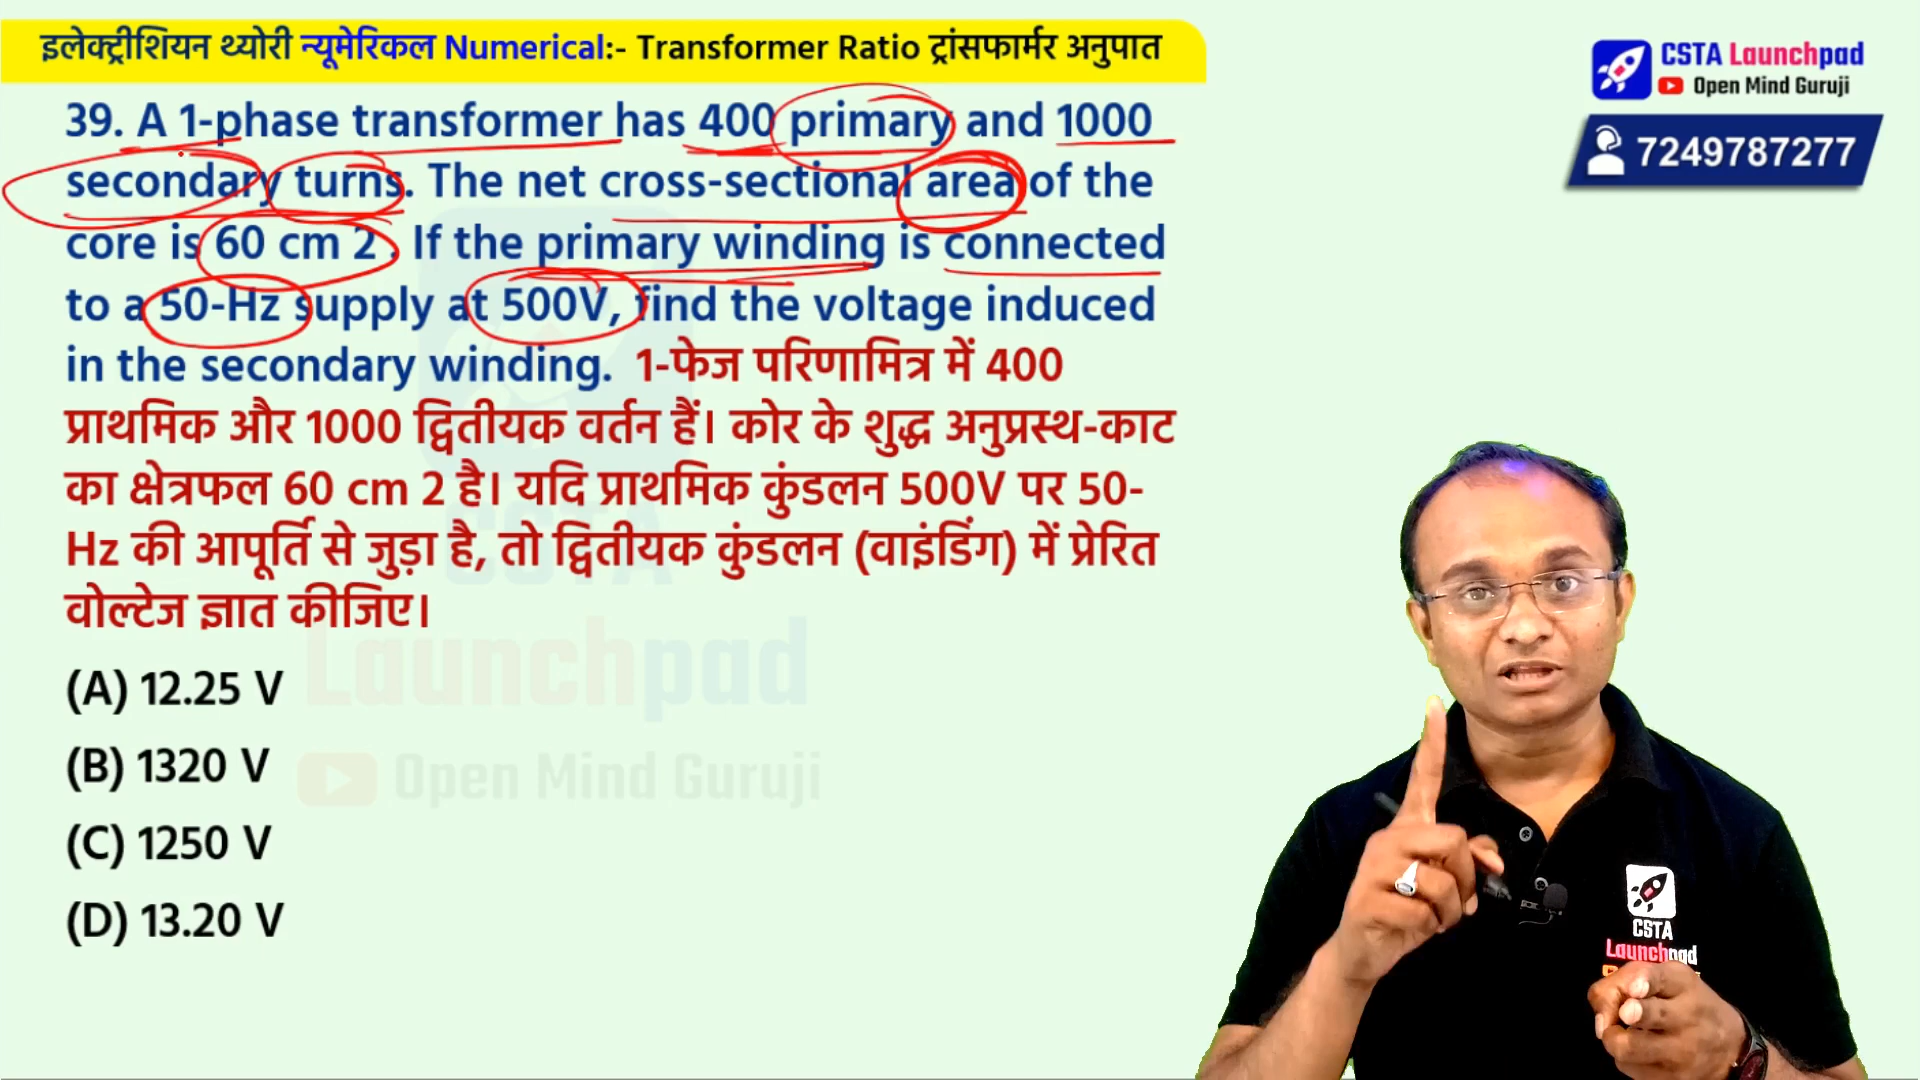 इलेक्ट्रीशियन थ्योरी न्यूमेरिकल Numerical:- Transformer Ratio ट्रांसफार्मर अनुपात
CSTA Launchpad
Open Mind Guruji
7249787277
39. A 1-phase transformer has 400 primary and 1000
secondary turns. The net cross-sectional area of the
core is 60 cm 2 . If the primary winding is connected
to a 50-Hz supply at 500V, find the voltage induced
in the secondary winding. 1-फेज परिणामित्र में 400
प्राथमिक और 1000 द्वितीयक वर्तन हैं। कोर के शुद्ध अनुप्रस्थ-काट
का क्षेत्रफल 60 cm 2 है। यदि प्राथमिक कुंडलन 500V पर 50-
Hz की आपूर्ति से जुड़ा है, तो द्वितीयक कुंडलन (वाइंडिंग) में प्रेरित
वोल्टेज ज्ञात कीजिए।
CSTA
Launchpad
Open Mind Guruji
(A) 12.25 V
(B) 1320 V
(C) 1250 V
(D) 13.20 V
CSTA
Launchpad